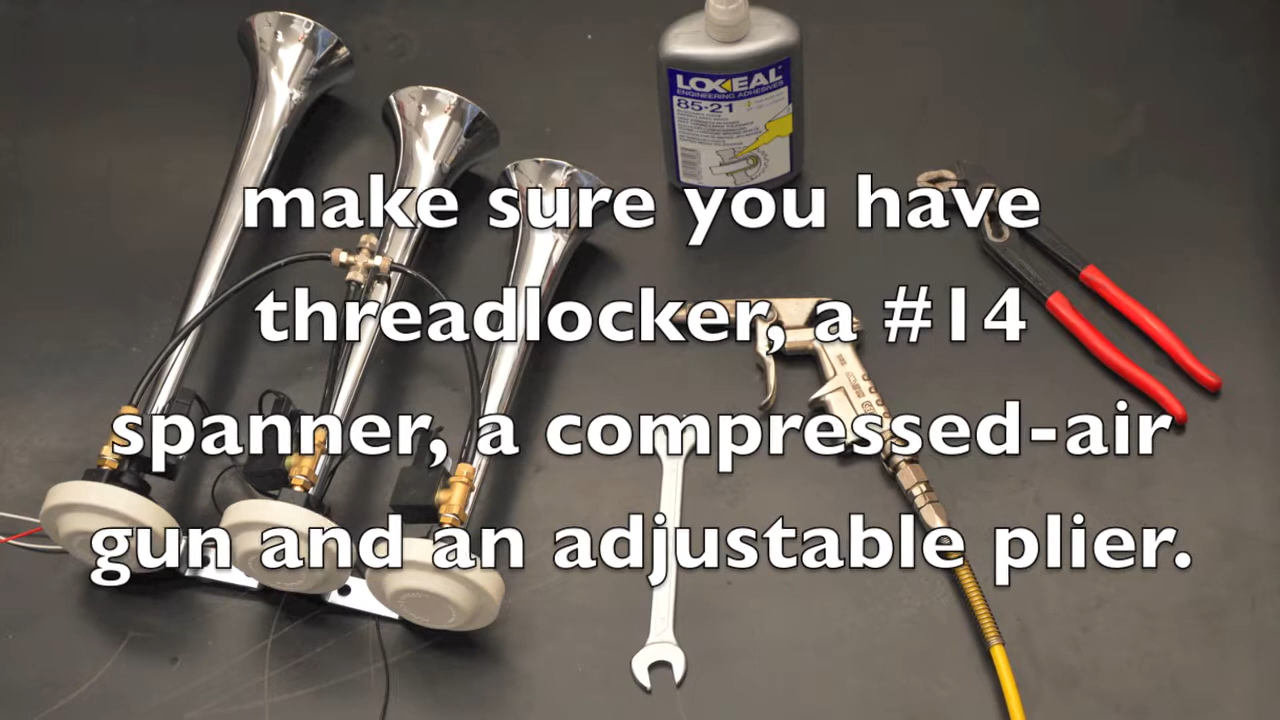 LOXEAL
ENGINEERING ADHESIVES
85-21
make sure you have
threadlocker, a #14
spanner, a compressed-air
gun and an adjustable plier.